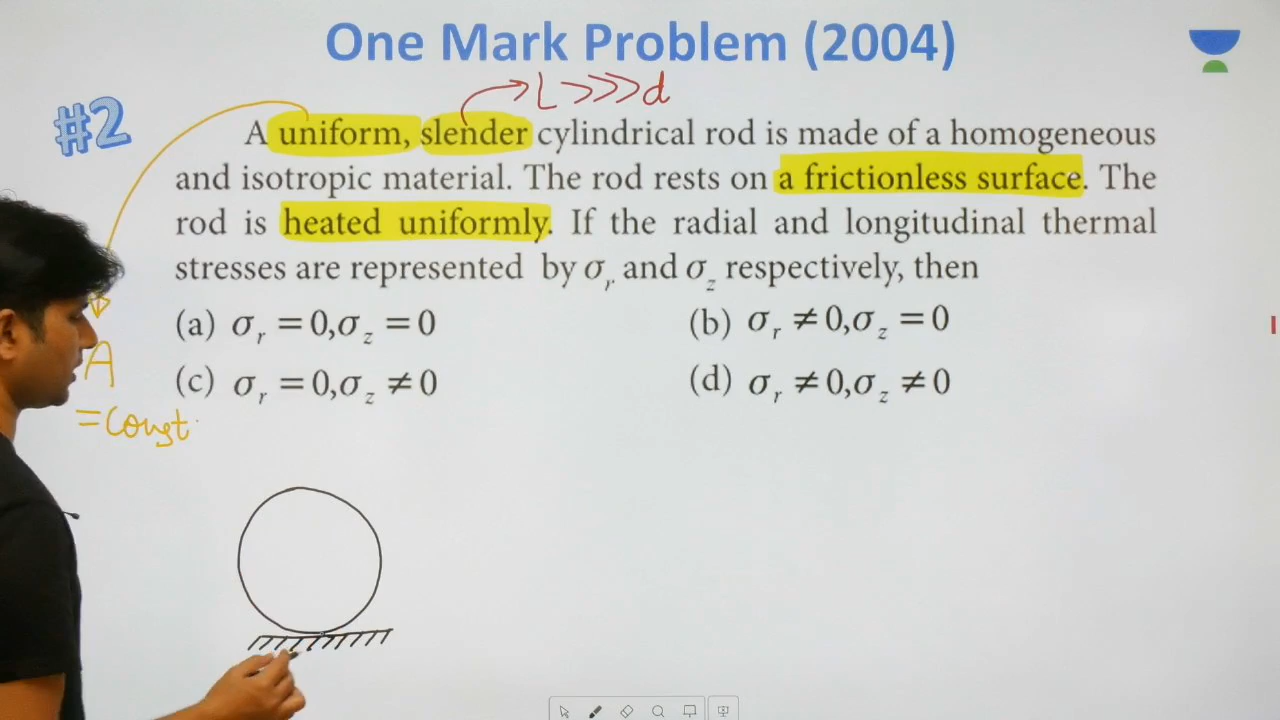 One Mark Problem (2004)
L >>> d
#2
A uniform, slender cylindrical rod is made of a homogeneous
and isotropic material. The rod rests on a frictionless surface. The
rod is heated uniformly. If the radial and longitudinal thermal
stresses are represented by σr and σz respectively, then
(a) σr = 0,σz = 0
(b) σr ≠ 0,σz = 0
(c) σr = 0,σz ≠ 0
(d) σr ≠ 0,σz ≠ 0
A
= Const.